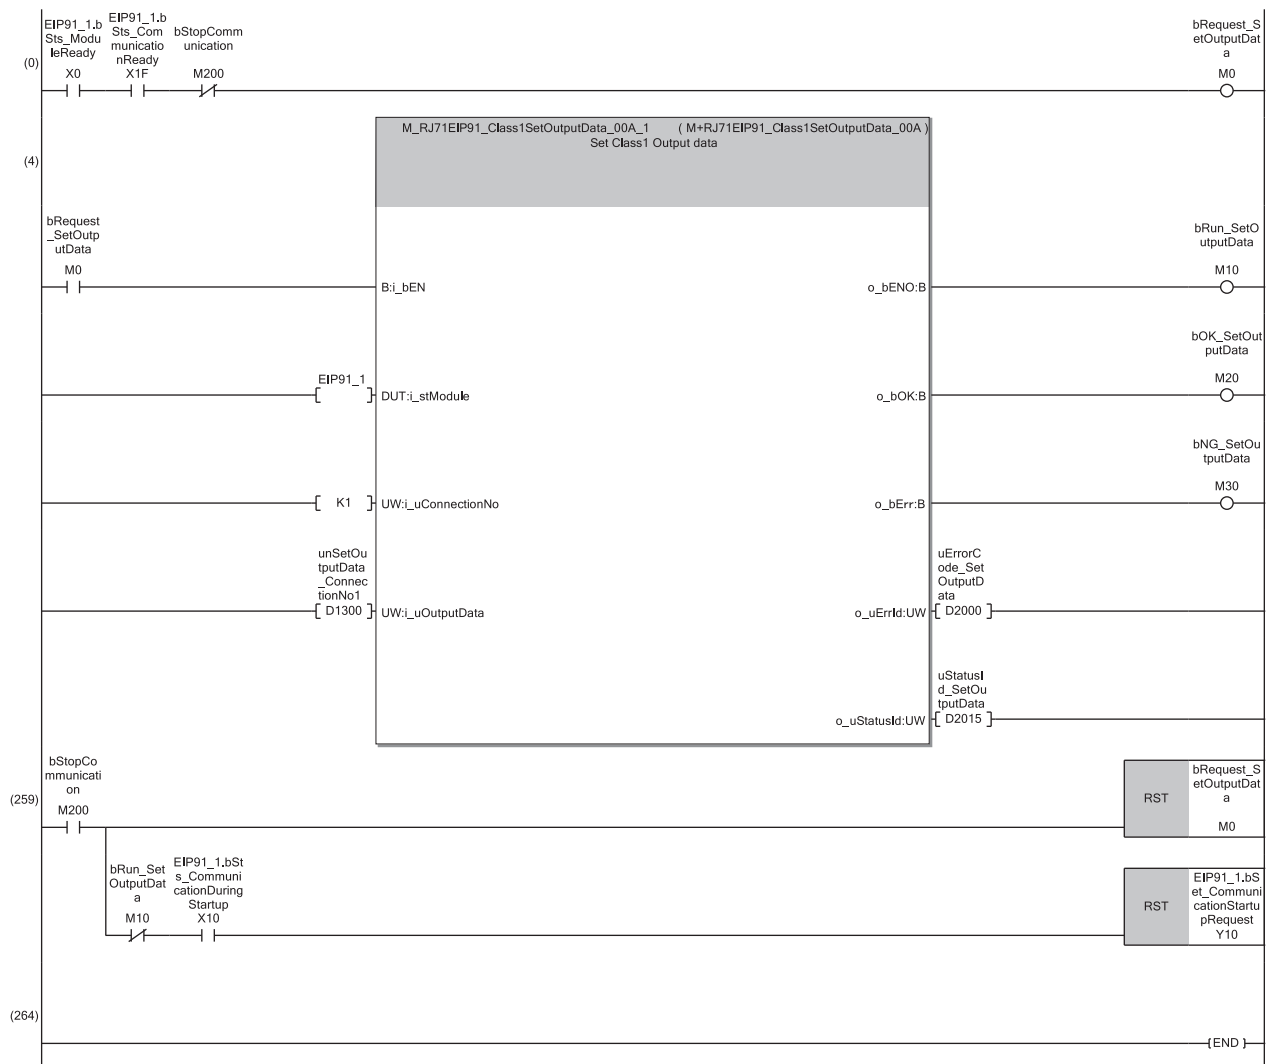 EIP91_1.b
Sts_Modu
leReady
X0
EIP91_1.b
Sts_Com
municatio
nReady
X1F
bStopComm
unication
M200
bRequest_S
etOutputDat
a
M0
(0)
M_RJ71EIP91_Class1SetOutputData_00A_1 ( M+RJ71EIP91_Class1SetOutputData_00A )
Set Class1 Output data
(4)
bRequest
_SetOutp
utData
M0
B:i_bEN
o_bENO:B
bRun_SetO
utputData
M10
EIP91_1
DUT:i_stModule
o_bOK:B
bOK_SetOut
putData
M20
K1
UW:i_uConnectionNo
o_bErr:B
bNG_SetOu
tputData
M30
unSetOu
tputData
_Connec
tionNo1
D1300
UW:i_uOutputData
o_uErrId:UW
uErrorC
ode_Set
OutputD
ata
D2000
o_uStatusId:UW
uStatusI
d_SetOu
tputData
D2015
(259)
bStopCo
mmunicati
on
M200
RST
bRequest_S
etOutputDat
a
M0
bRun_Set
OutputDat
a
M10
EIP91_1.bSt
s_Communi
cationDuring
Startup
X10
RST
EIP91_1.bS
et_Communi
cationStartu
pRequest
Y10
(264)
END